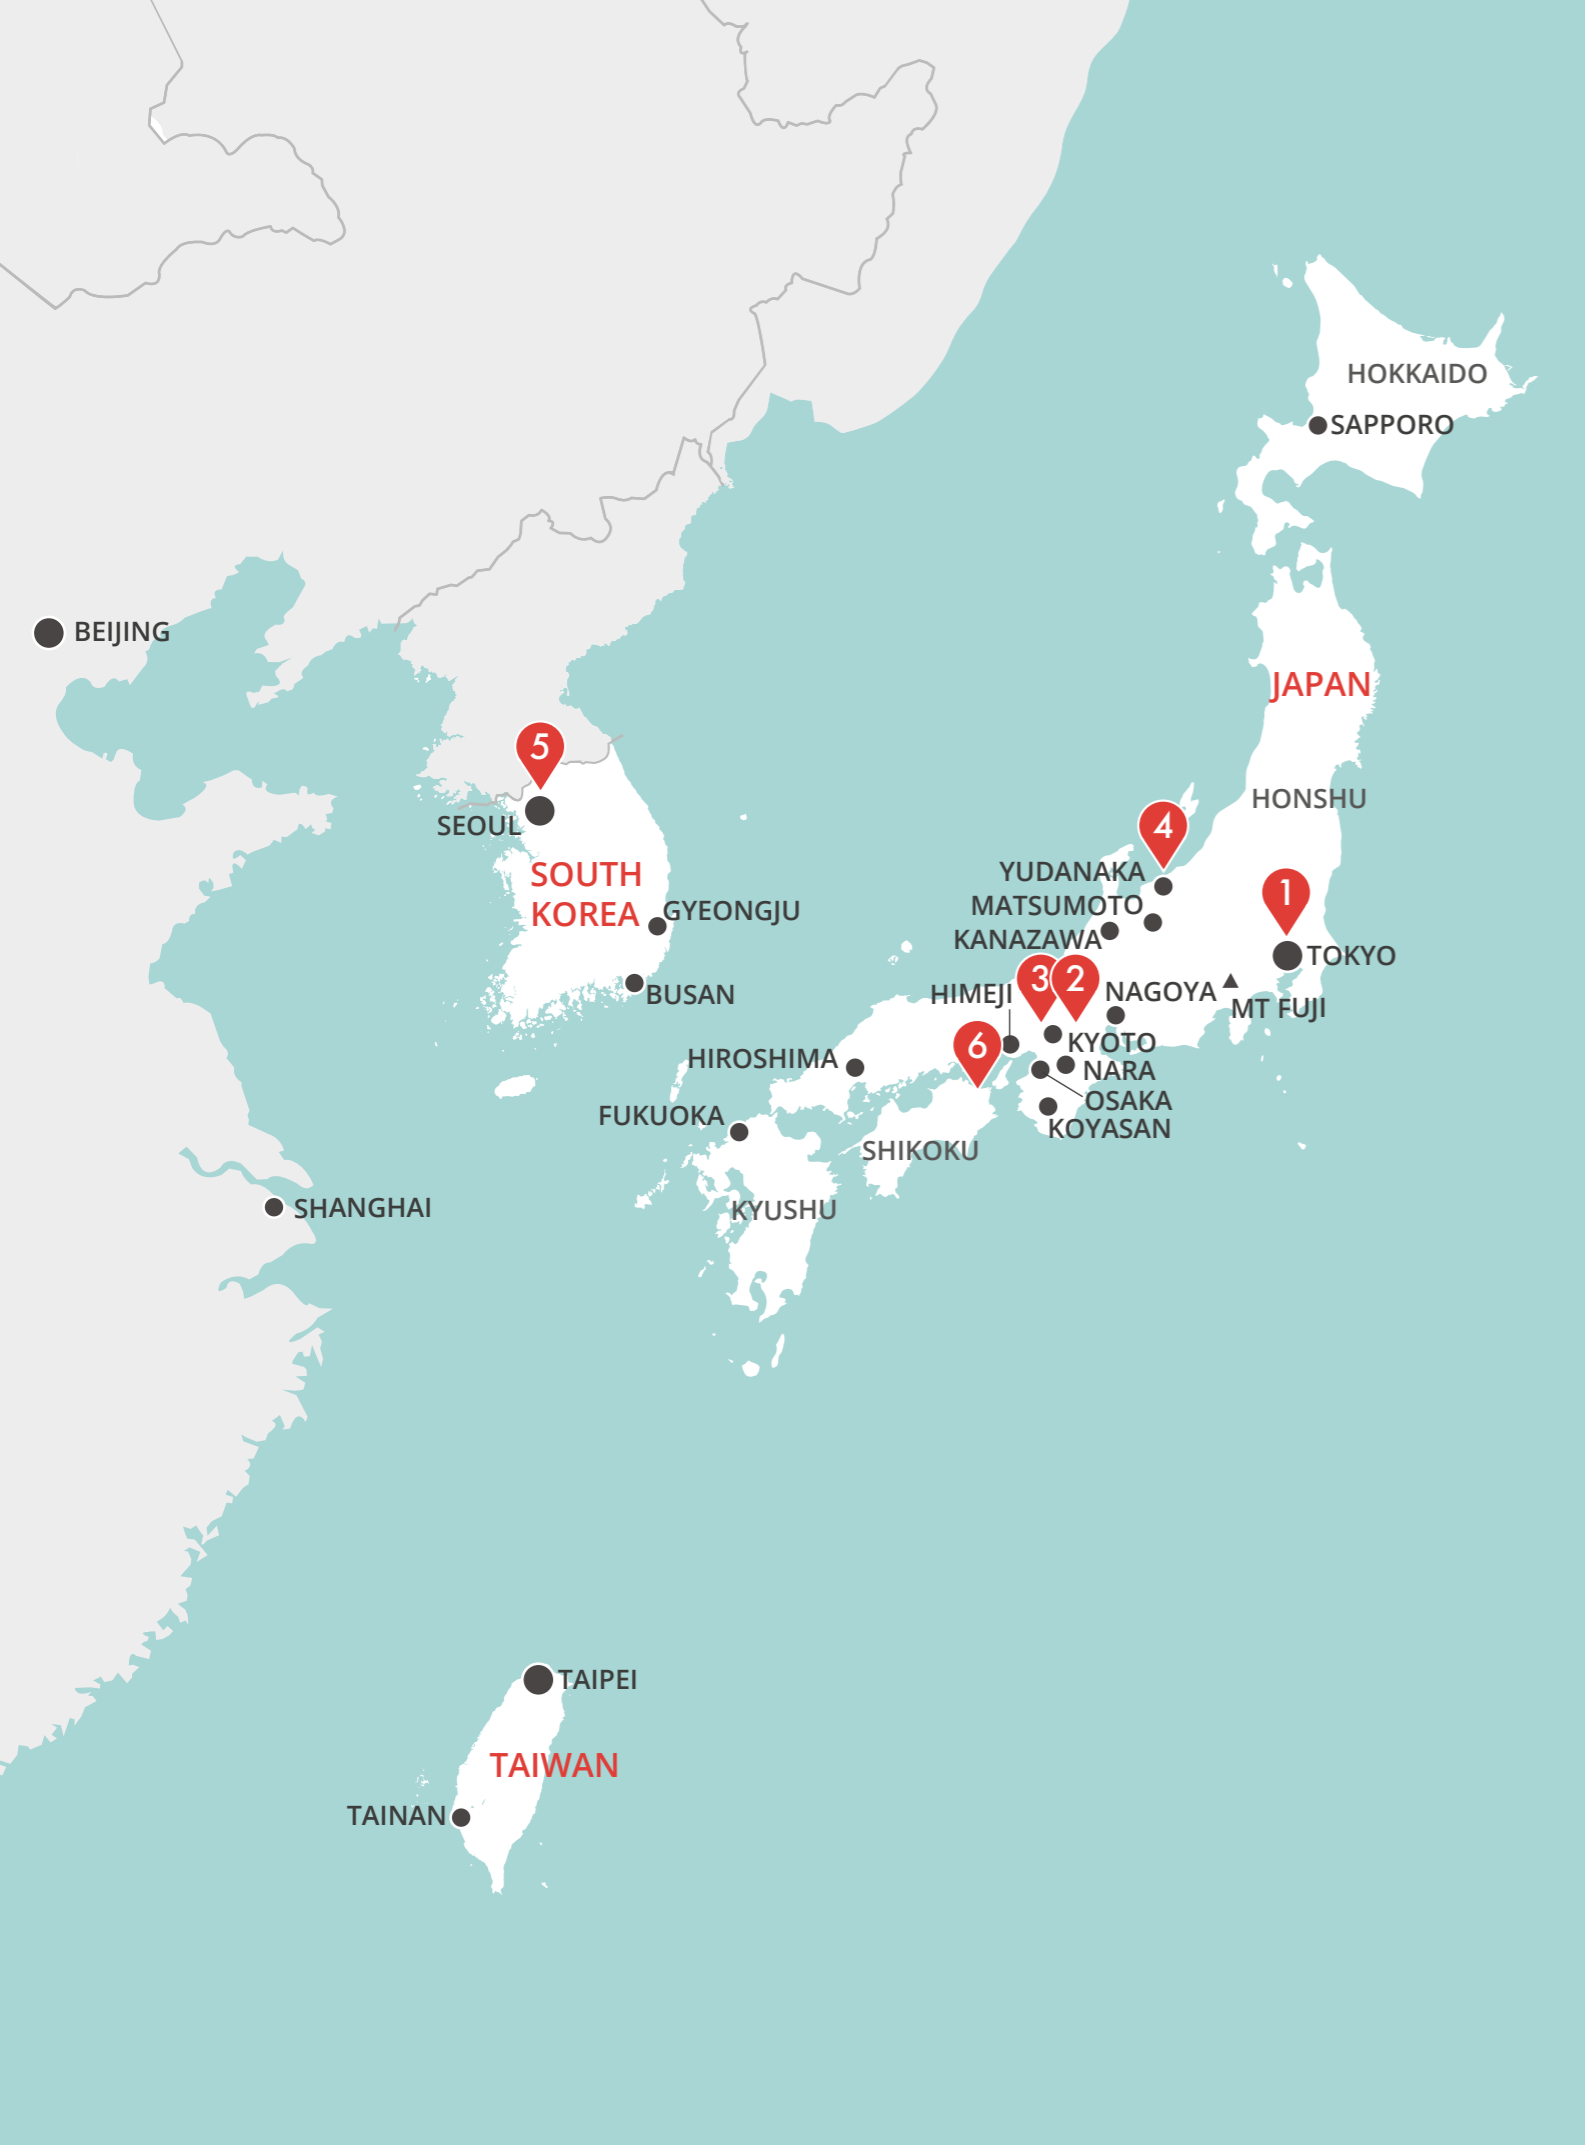 HOKKAIDO
SAPPORO
BEIJING
JAPAN
5
HONSHU
SEOUL
4
SOUTH
KOREA
YUDANAKA
1
MATSUMOTO
GYEONGJU
KANAZAWA
TOKYO
3
2
HIMEJI
BUSAN
NAGOYA
MT FUJI
6
KYOTO
HIROSHIMA
NARA
OSAKA
FUKUOKA
KOYASAN
SHIKOKU
SHANGHAI
KYUSHU
TAIPEI
TAIWAN
TAINAN